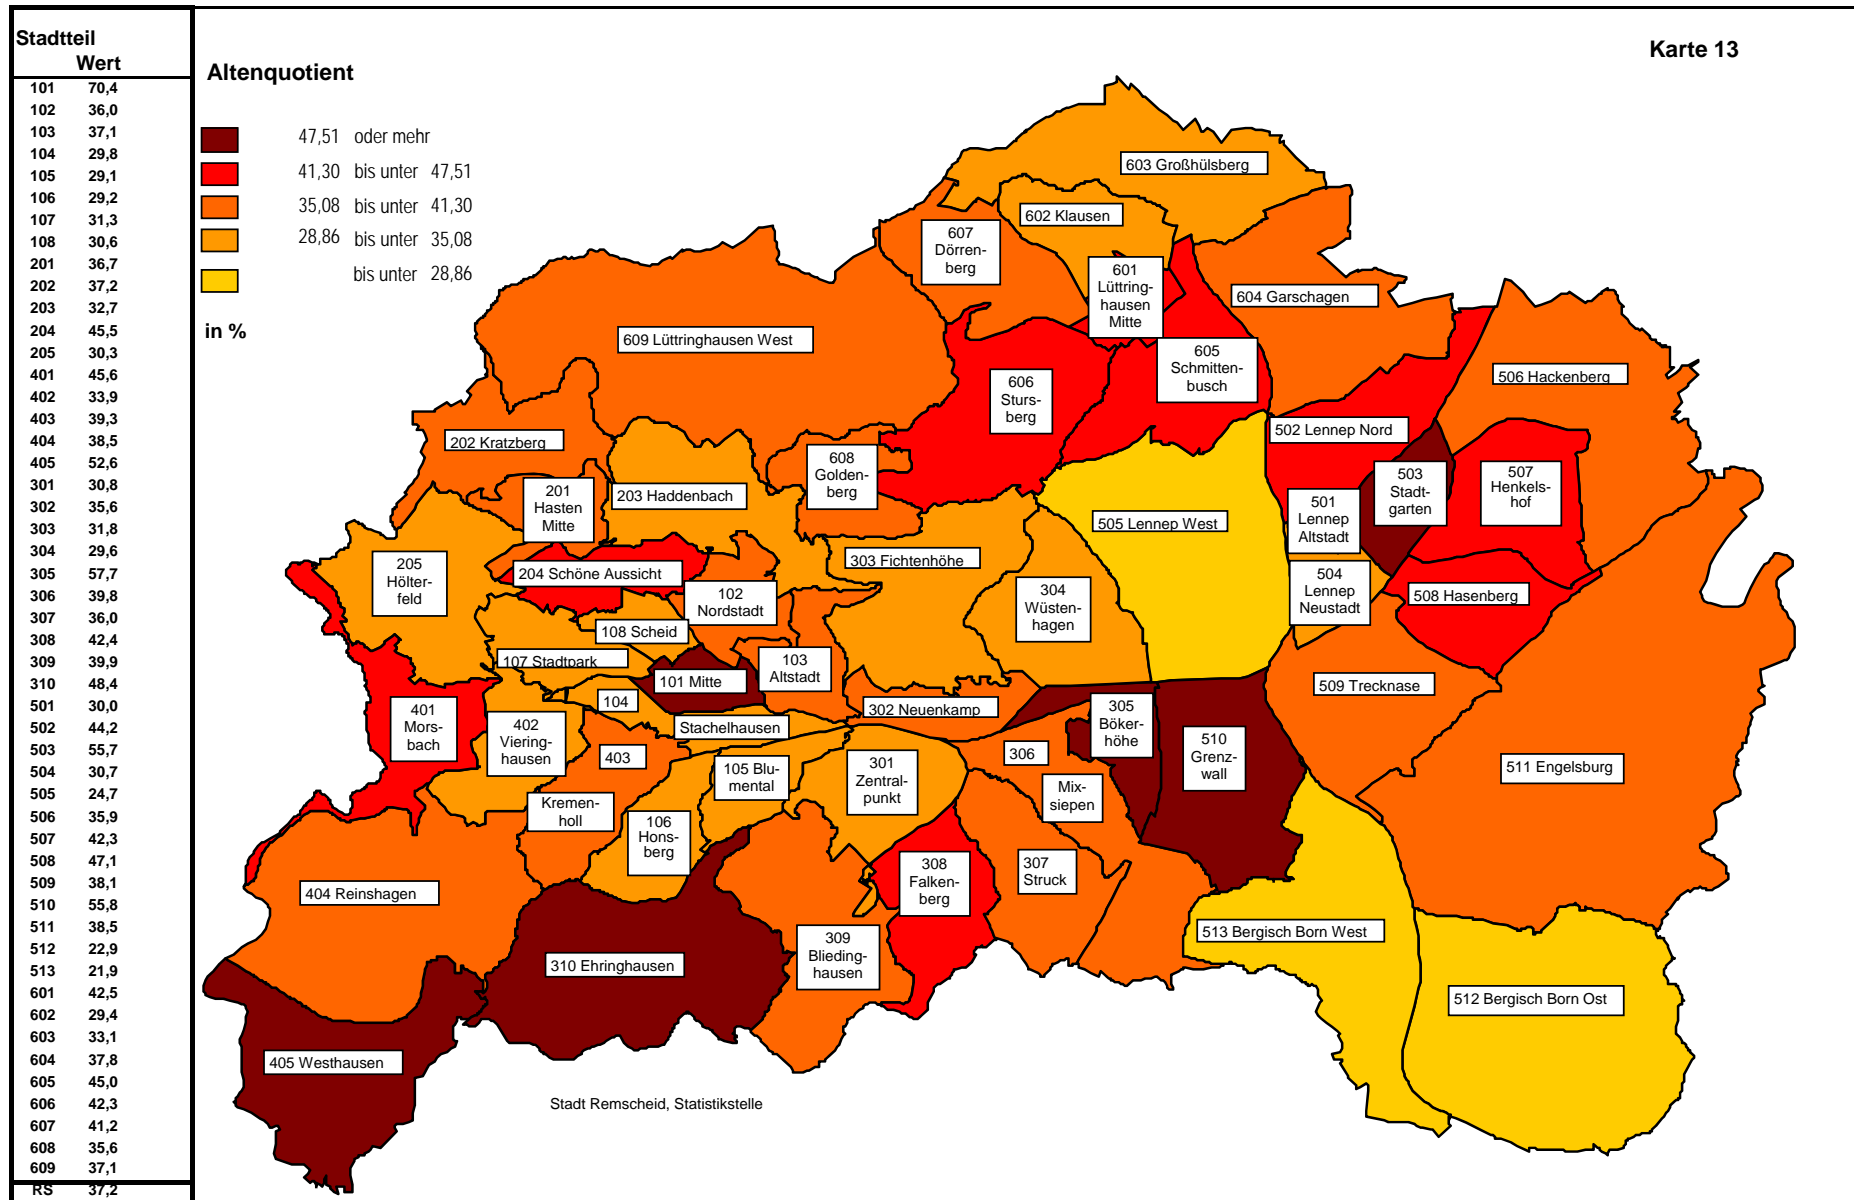 Stadtteil
Wert
101 70,4
102 36,0
103 37,1
104 29,8
105 29,1
106 29,2
107 31,3
108 30,6
201 36,7
202 37,2
203 32,7
204 45,5
205 30,3
401 45,6
402 33,9
403 39,3
404 38,5
405 52,6
301 30,8
302 35,6
303 31,8
304 29,6
305 57,7
306 39,8
307 36,0
308 42,4
309 39,9
310 48,4
501 30,0
502 44,2
503 55,7
504 30,7
505 24,7
506 35,9
507 42,3
508 47,1
509 38,1
510 55,8
511 38,5
512 22,9
513 21,9
601 42,5
602 29,4
603 33,1
604 37,8
605 45,0
606 42,3
607 41,2
608 35,6
609 37,1
RS 37,2
Karte 13
Altenquotient
47,51 oder mehr
41,30 bis unter 47,51
35,08 bis unter 41,30
28,86 bis unter 35,08
bis unter 28,86
in %
603 Großhülsberg
602 Klausen
607
Dörren-
berg
601
Lüttring-
hausen
Mitte
604 Garschagen
609 Lüttringhausen West
605
Schmitten-
busch
606
Sturs-
berg
506 Hackenberg
502 Lennep Nord
202 Kratzberg
608
Golden-
berg
503
Stadt-
garten
507
Henkels-
hof
201
Hasten
Mitte
203 Haddenbach
501
Lennep
Altstadt
505 Lennep West
205
Hölter-
feld
303 Fichtenhöhe
204 Schöne Aussicht
504
Lennep
Neustadt
304
Wüsten-
hagen
102
Nordstadt
508 Hasenberg
108 Scheid
107 Stadtpark
103
Altstadt
101 Mitte
509 Trecknase
104
Stachelhausen
302 Neuenkamp
401
Mors-
bach
402
Viering-
hausen
305
Böker-
höhe
510
Grenz-
wall
403
Kremen-
holl
105 Blu-
mental
301
Zentral-
punkt
306
Mix-
siepen
511 Engelsburg
106
Hons-
berg
308
Falken-
berg
307
Struck
404 Reinshagen
309
Blieding-
hausen
513 Bergisch Born West
310 Ehringhausen
512 Bergisch Born Ost
405 Westhausen
Stadt Remscheid, Statistikstelle